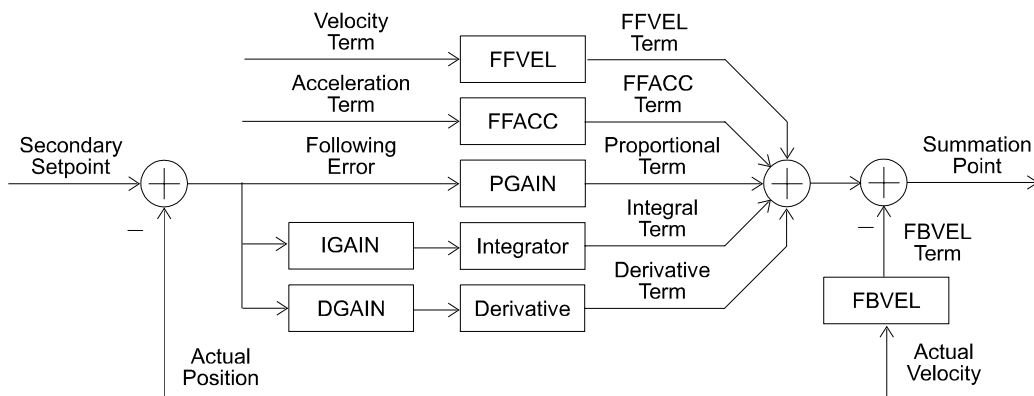 Velocity
Term
FFVEL
FFVEL
Term
Acceleration
Term
FFACC
FFACC
Term
Secondary
Setpoint
Following
Error
PGAIN
Proportional
Term
Summation
Point
IGAIN
Integrator
Integral
Term
FBVEL
Term
DGAIN
Derivative
Derivative
Term
FBVEL
Actual
Position
Actual
Velocity